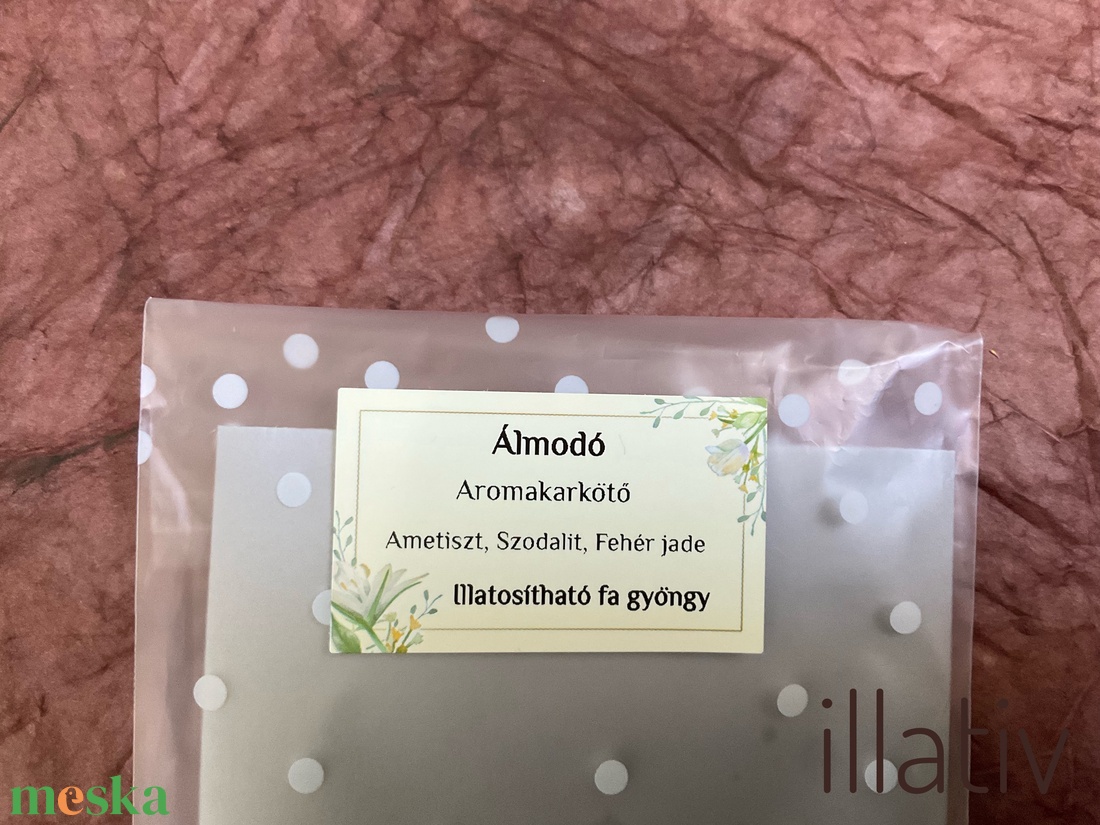 Álmodó
Aromakarkötő
Ametiszt, Szodalit, Fehér jade
Illatosítható fa gyöngy
illativ
meska